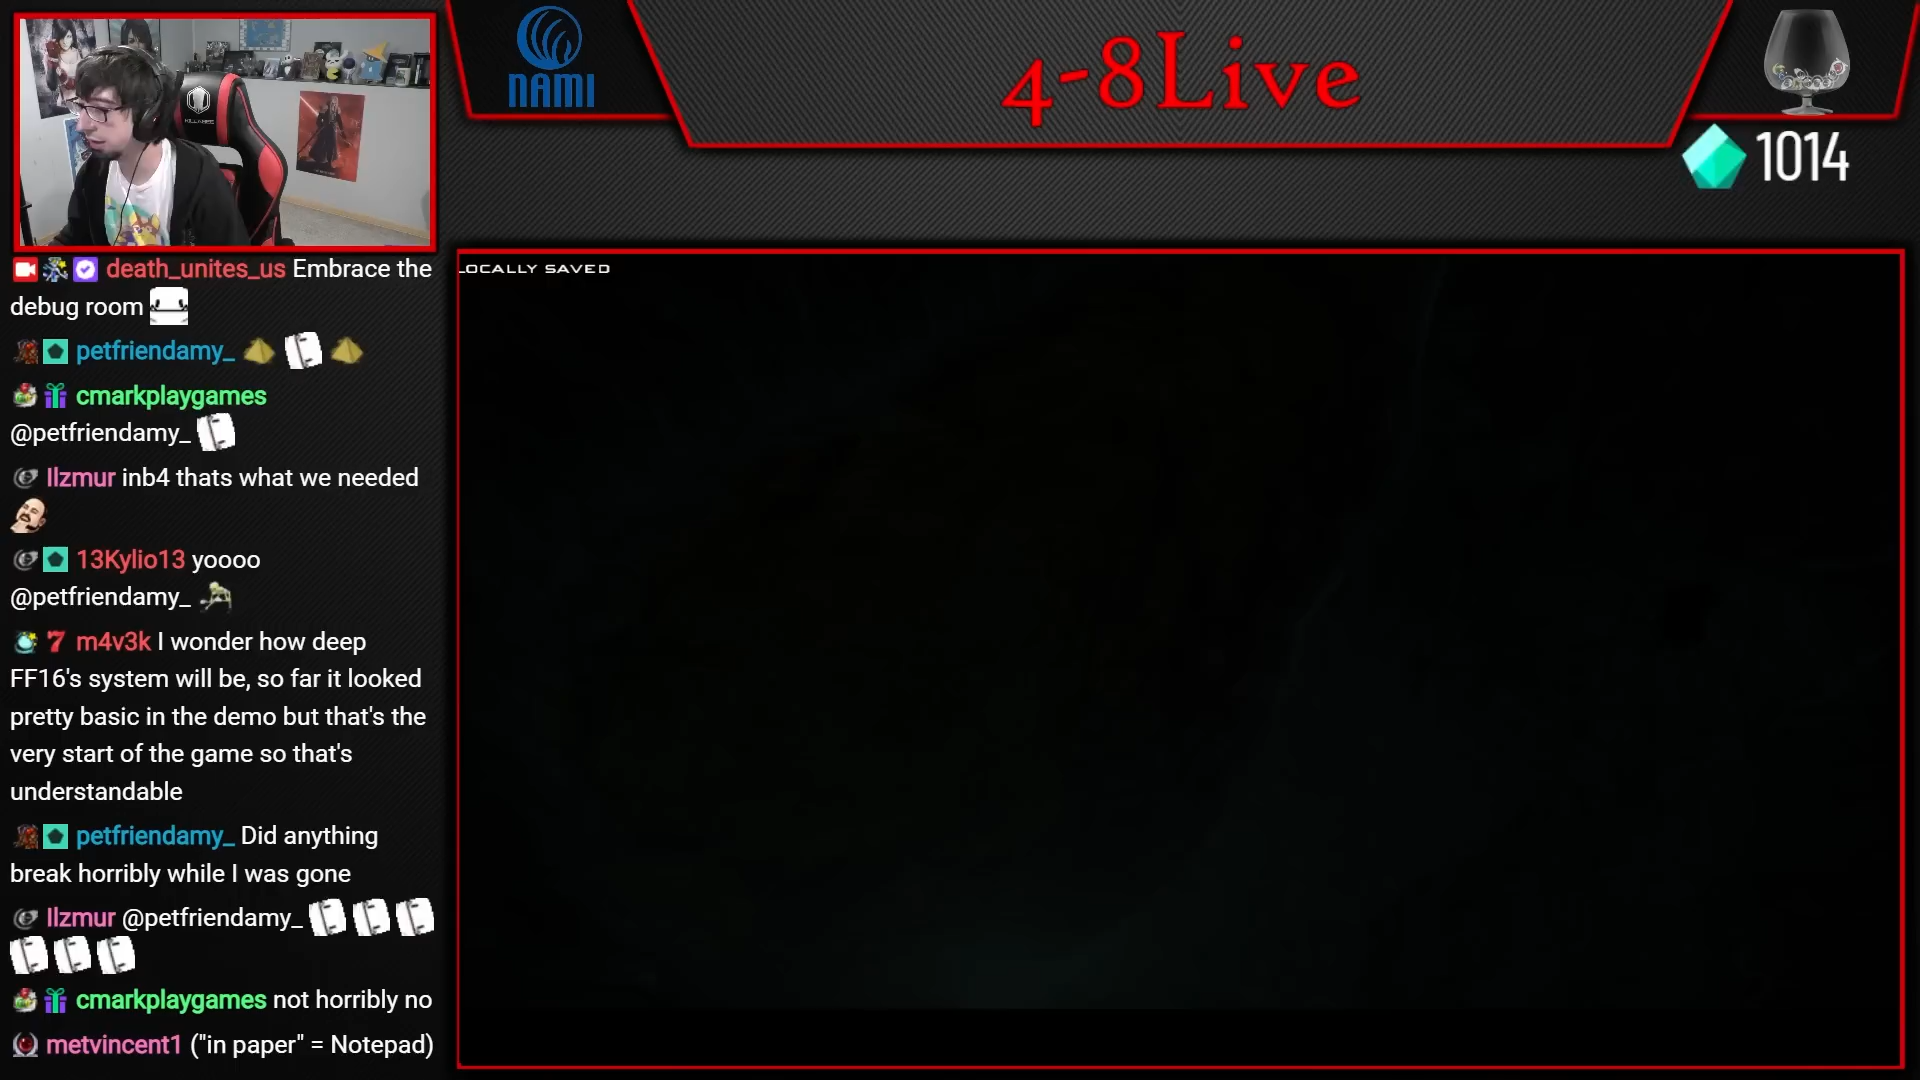 NAMI
4-8Live
1014
LOCALLY SAVED
death_unites_us Embrace the
debug room
petfriendamy_
cmarkplaygames
@petfriendamy_
Ilzmur inb4 thats what we needed
13Kylio13 yoooo
@petfriendamy_
7 m4v3k I wonder how deep
FF16's system will be, so far it looked
pretty basic in the demo but that's the
very start of the game so that's
understandable
petfriendamy_ Did anything
break horribly while I was gone
Ilzmur @petfriendamy_
cmarkplaygames not horribly no
metvincent1 ("in paper" = Notepad)